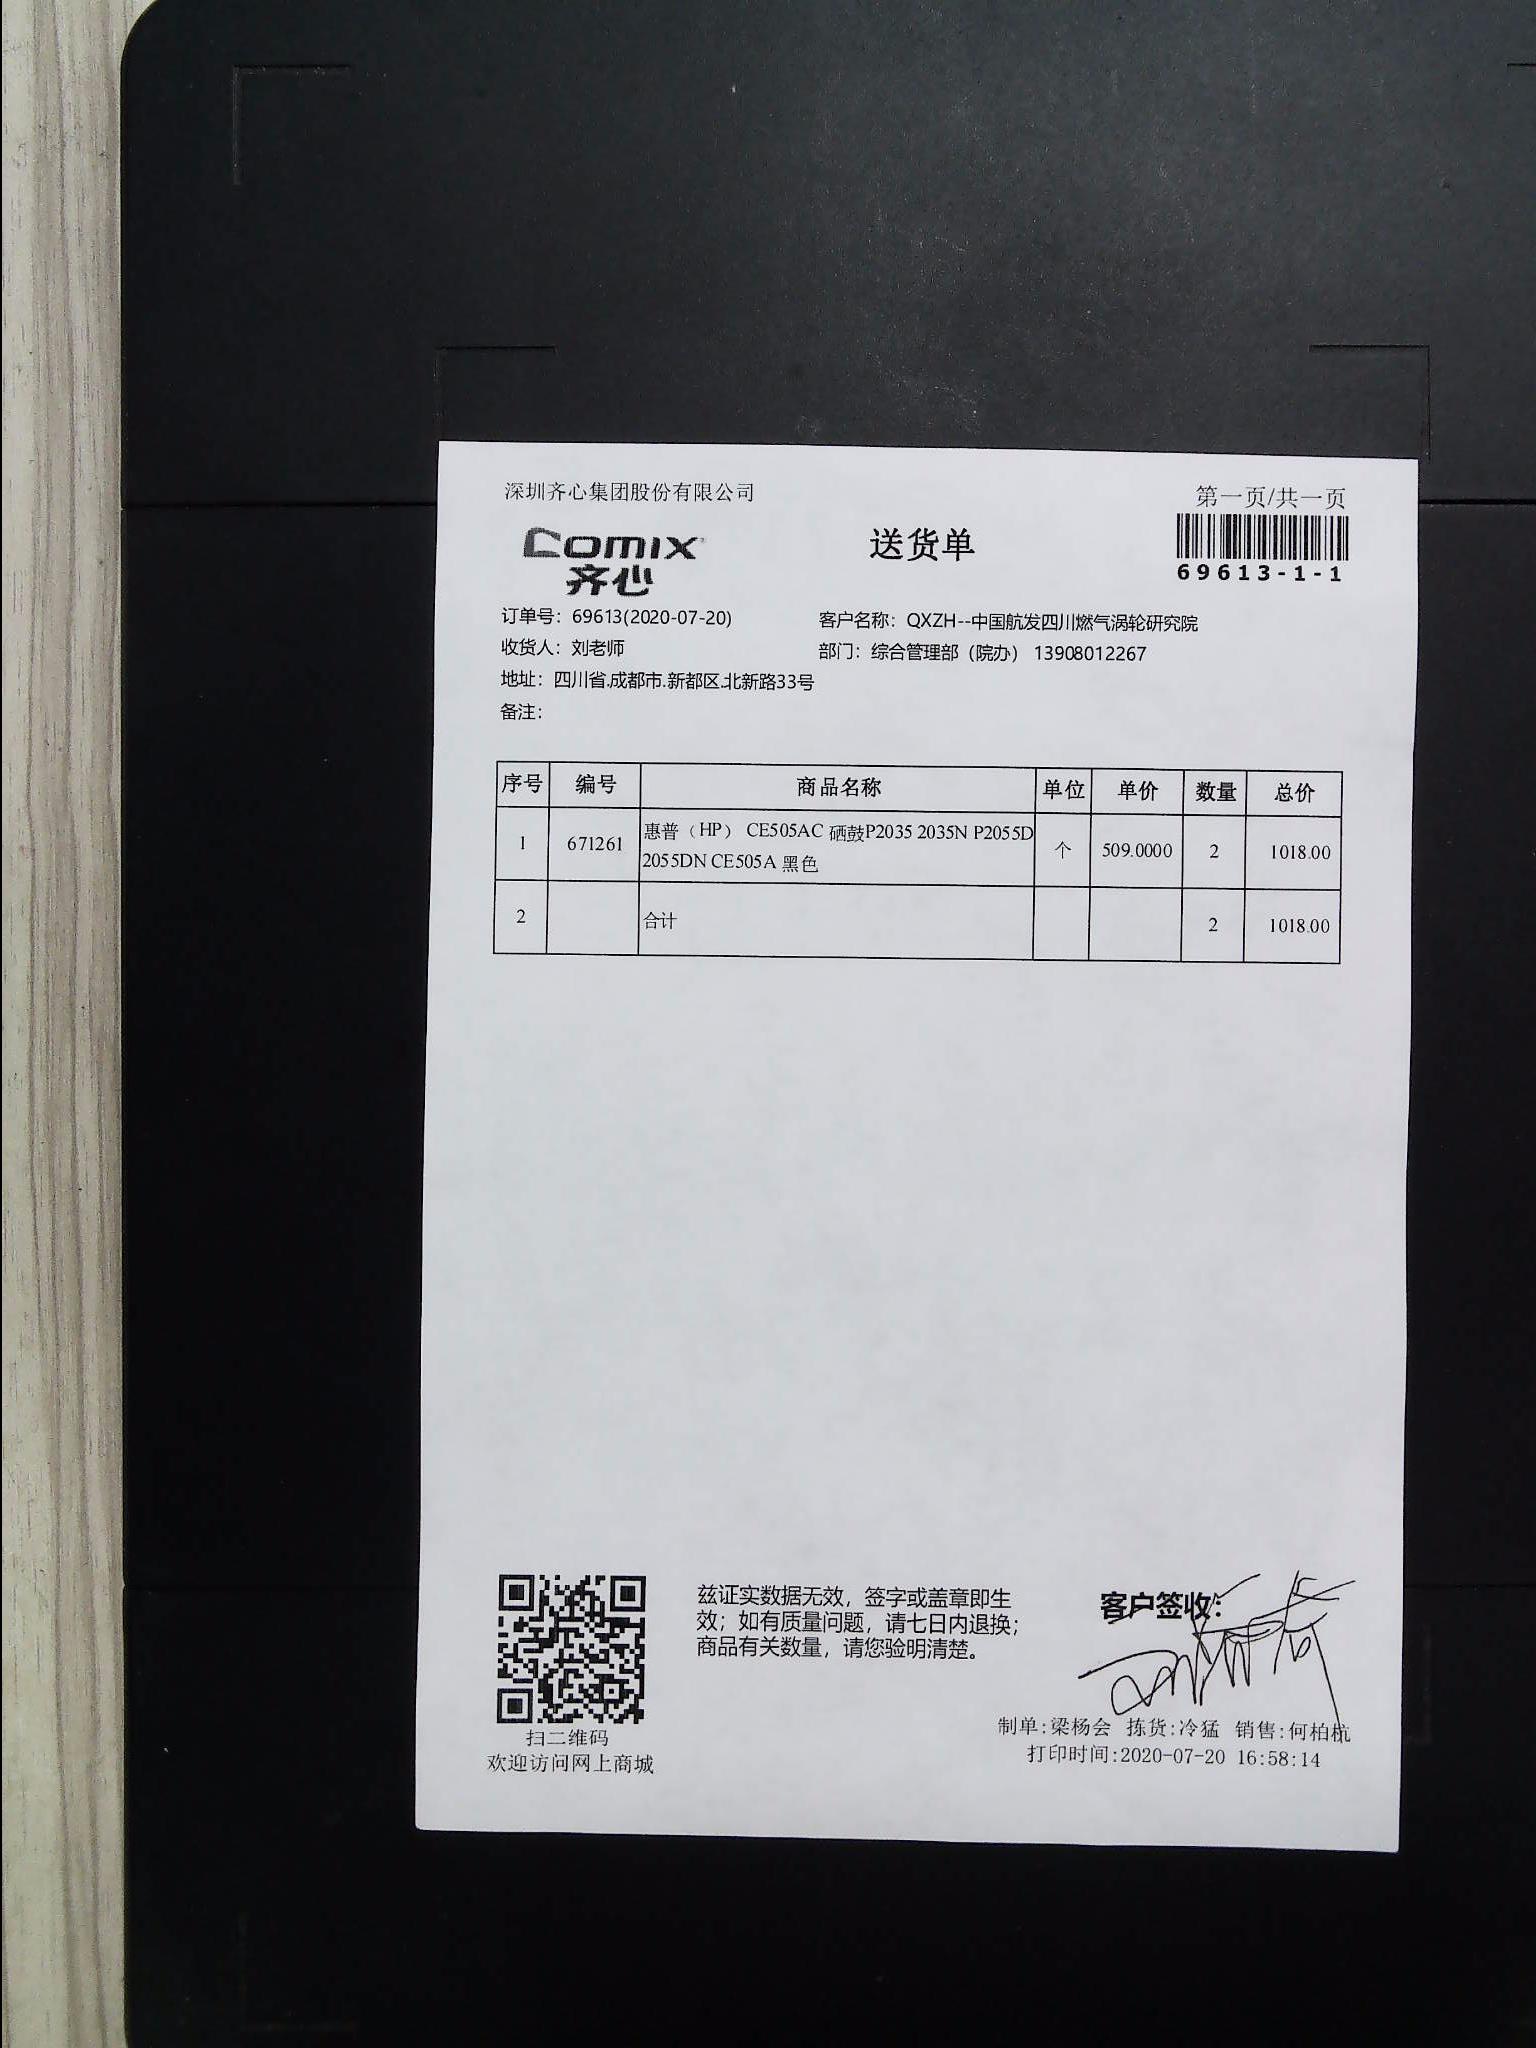 深圳齐心集团股份有限公司
第一页/共一页
comix
齐心
送货单
69613-1-1
订单号：69613(2020-07-20)
客户名称：QXZH--中国航发四川燃气涡轮研究院
收货人：刘老师
部门：综合管理部（院办） 13908012267
地址：四川省.成都市.新都区.北新路33号
备注：
序号 编号 商品名称 单位 单价 数量 总价
1 671261 惠普（HP） CE505AC 硒鼓P2035 2035N P2055D 个 509.0000 2 1018.00
2055DN CE505A 黑色
2 合计 2 1018.00
兹证实数据无效，签字或盖章即生
效；如有质量问题，请七日内退换；
商品有关数量，请您验明清楚。
客户签收：
扫二维码
欢迎访问网上商城
制单:梁杨会 拣货:冷猛 销售:何柏杭
打印时间:2020-07-20 16:58:14